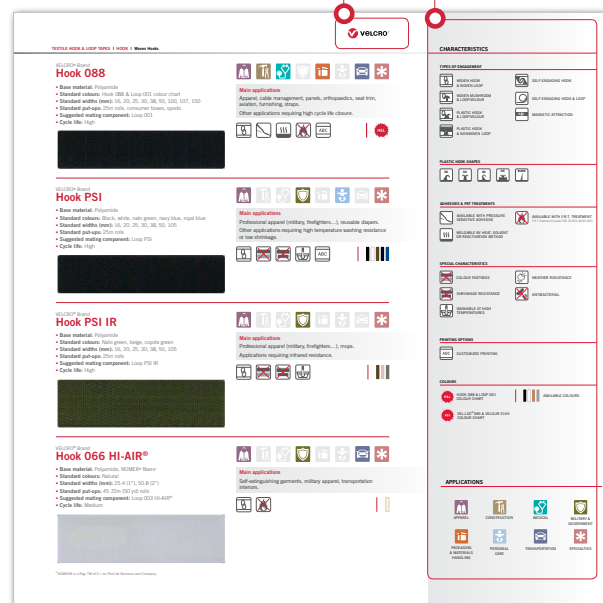 VELCRO®
TEXTILE HOOK & LOOP TAPES I HOOK I Woven Hooks
VELCRO® Brand
Hook 088
• Base material: Polyamide
• Standard colours: Hook 088 & Loop 001 colour chart
• Standard widths (mm): 16, 20, 25, 30, 38, 50, 100, 107, 150
• Standard put-ups: 25m rolls, consumer boxes, spools
• Suggested mating component: Loop 001
• Cycle life: High
Main applications
Apparel, cable management, panels, orthopaedics, seat trim,
aviation, furnishing, straps.
Other applications requiring high cycle life closure.
ABC
VELCRO® Brand
Hook PSI
• Base material: Polyamide
• Standard colours: Black, white, nato green, navy blue, royal blue
• Standard widths (mm): 16, 20, 25, 30, 38, 50, 105
• Standard put-ups: 25m rolls
• Suggested mating component: Loop PSI
• Cycle life: High
Main applications
Professional apparel (military, firefighters...), reusable diapers.
Other applications requiring high temperature washing resistance
or low shrinkage.
ABC
VELCRO® Brand
Hook PSI IR
• Base material: Polyamide
• Standard colours: Nato green, beige, coyote green
• Standard widths (mm): 16, 20, 25, 30, 38, 50, 105
• Standard put-ups: 25m rolls
• Suggested mating component: Loop PSI IR
• Cycle life: High
Main applications
Professional apparel (military, firefighters...), mops.
Applications requiring infrared resistance.
VELCRO® Brand
Hook 066 HI-AIR®
• Base material: Polyamide, NOMEX® fibers¹
• Standard colours: Natural
• Standard widths (mm): 25.4 (1"), 50.8 (2")
• Standard put-ups: 45.72m (50 yd) rolls
• Suggested mating component: Loop 003 HI-AIR®
• Cycle life: Medium
Main applications
Self-extinguishing garments, military apparel, transportation
interiors.
CHARACTERISTICS
TYPES OF ENGAGEMENT
WOVEN HOOK
& WOVEN LOOP
SELF-ENGAGING HOOK
WOVEN MUSHROOM
& LOOP/VELOUR
SELF-ENGAGING HOOK & LOOP
PLASTIC HOOK
& LOOP/VELOUR
MAGNETIC ATTRACTION
PLASTIC HOOK
& NONWOVEN LOOP
PLASTIC HOOK SHAPES
ADHESIVES & FRT TREATMENTS
AVAILABLE WITH PRESSURE
SENSITIVE ADHESIVE
AVAILABLE WITH F.R.T. TREATMENT
WELDABLE BY HEAT, SOLVENT
OR REACTIVATION METHOD
SPECIAL CHARACTERISTICS
COLOUR FASTNESS
WEATHER RESISTANCE
SHRINKAGE RESISTANCE
ANTIBACTERIAL
WASHABLE AT HIGH
TEMPERATURES
PRINTING OPTIONS
ABC
CUSTOMIZED PRINTING
COLOURS
HOOK 088 & LOOP 001
COLOUR CHART
AVAILABLE COLOURS
COLOUR CHART
APPLICATIONS
APPAREL
CONSTRUCTION
MEDICAL
MILITARY &
GOVERNMENT
PACKAGING
& MATERIALS
HANDLING
PERSONAL
CARE
TRANSPORTATION
SPECIALTIES